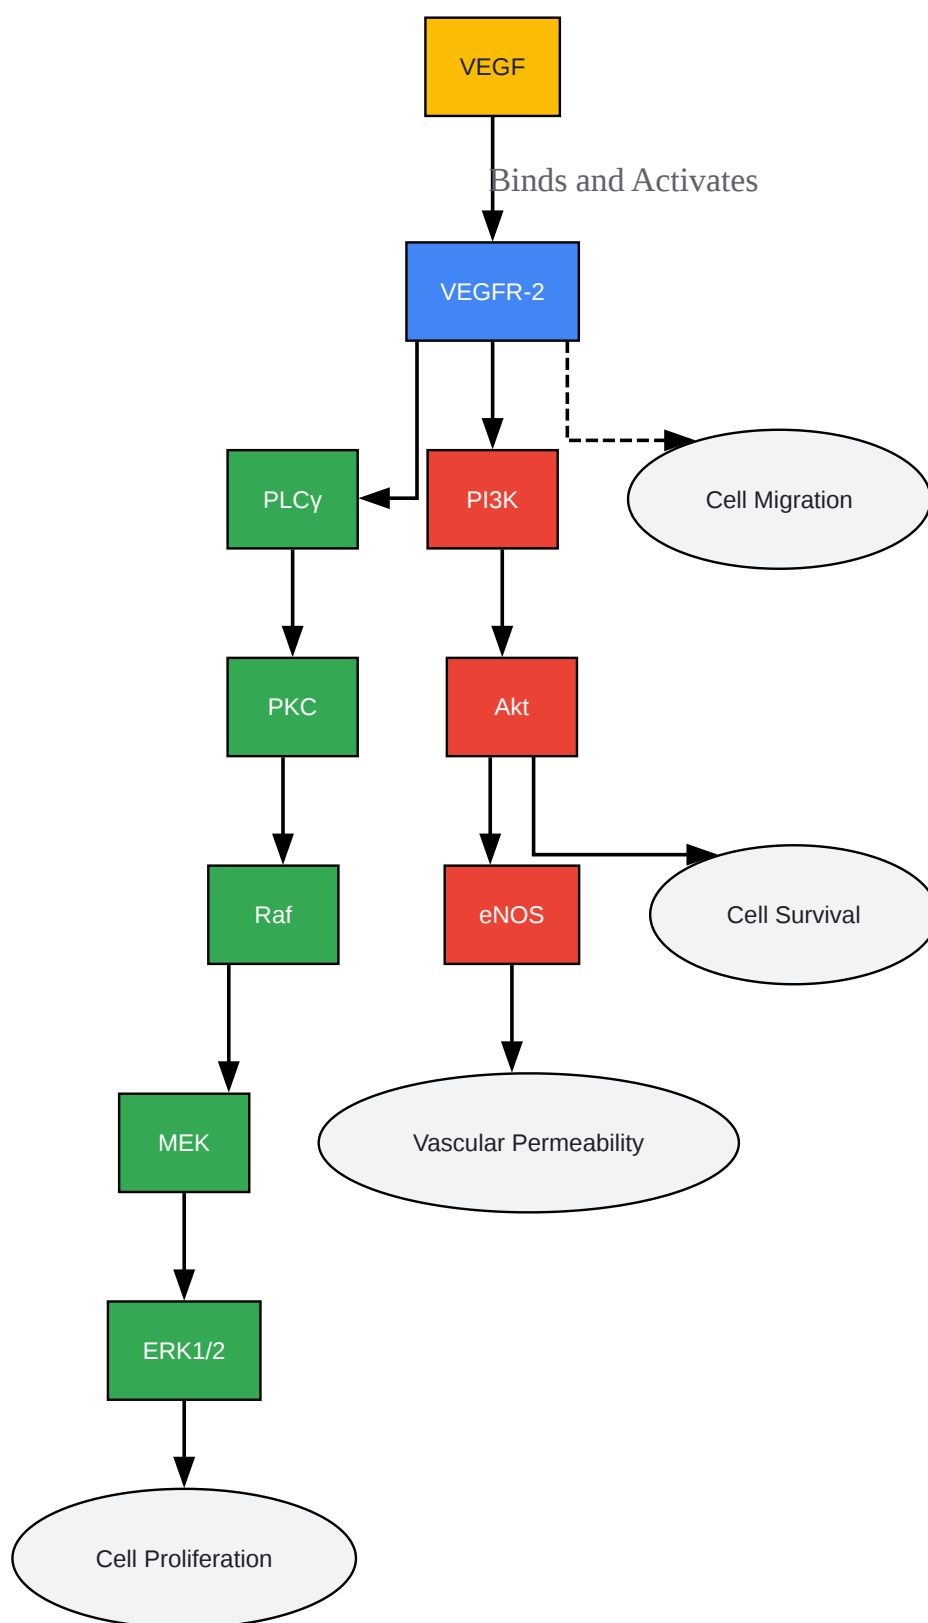 VEGF
Binds and Activates
VEGFR-2
PLCγ
PI3K
Cell Migration
PKC
Akt
Raf
eNOS
Cell Survival
MEK
Vascular Permeability
ERK1/2
Cell Proliferation